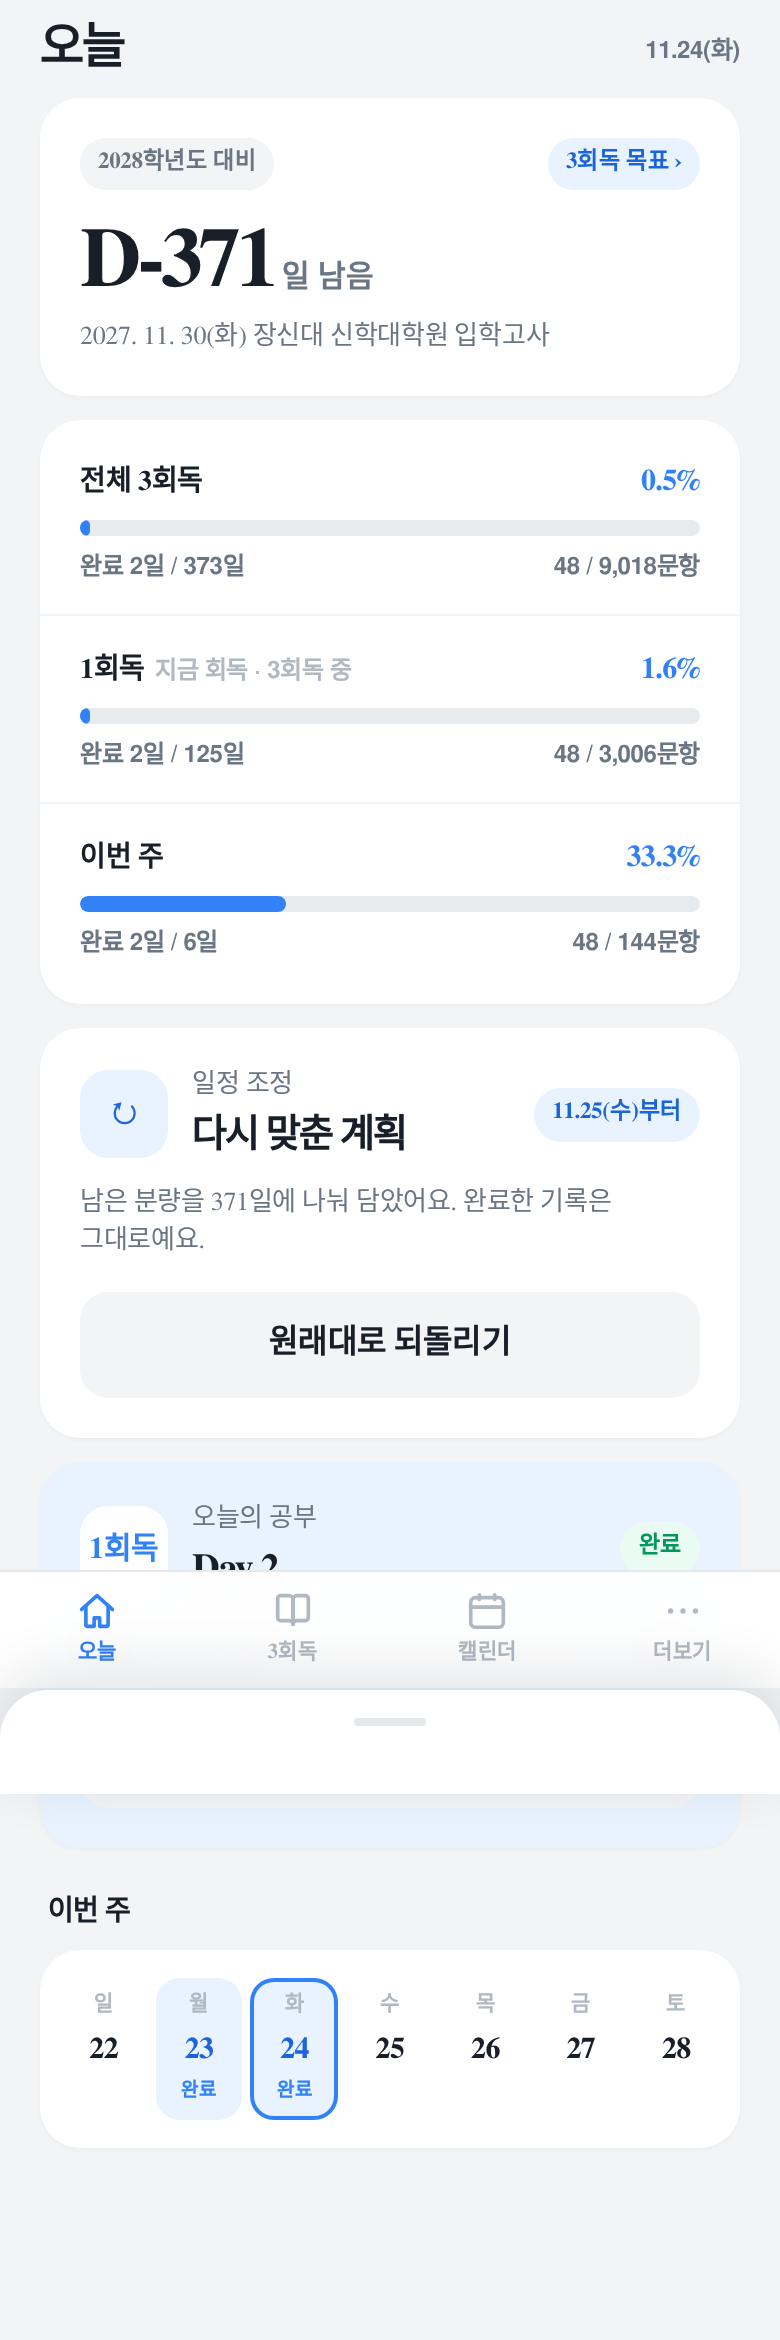 오늘
11.24(화)
2028학년도 대비
3회독 목표 ›
D-371일 남음
2027. 11. 30(화) 장신대 신학대학원 입학고사
전체 3회독
0.5%
완료 2일 / 373일
48 / 9,018문항
1회독 지금 회독 · 3회독 중
1.6%
완료 2일 / 125일
48 / 3,006문항
이번 주
33.3%
완료 2일 / 6일
48 / 144문항
일정 조정
다시 맞춘 계획
11.25(수)부터
남은 분량을 371일에 나눠 담았어요. 완료한 기록은
그대로예요.
원래대로 되돌리기
1회독
오늘의 공부
Day 2
완료
오늘
3회독
캘린더
더보기
이번 주
일 월 화 수 목 금 토
22 23 24 25 26 27 28
완료 완료